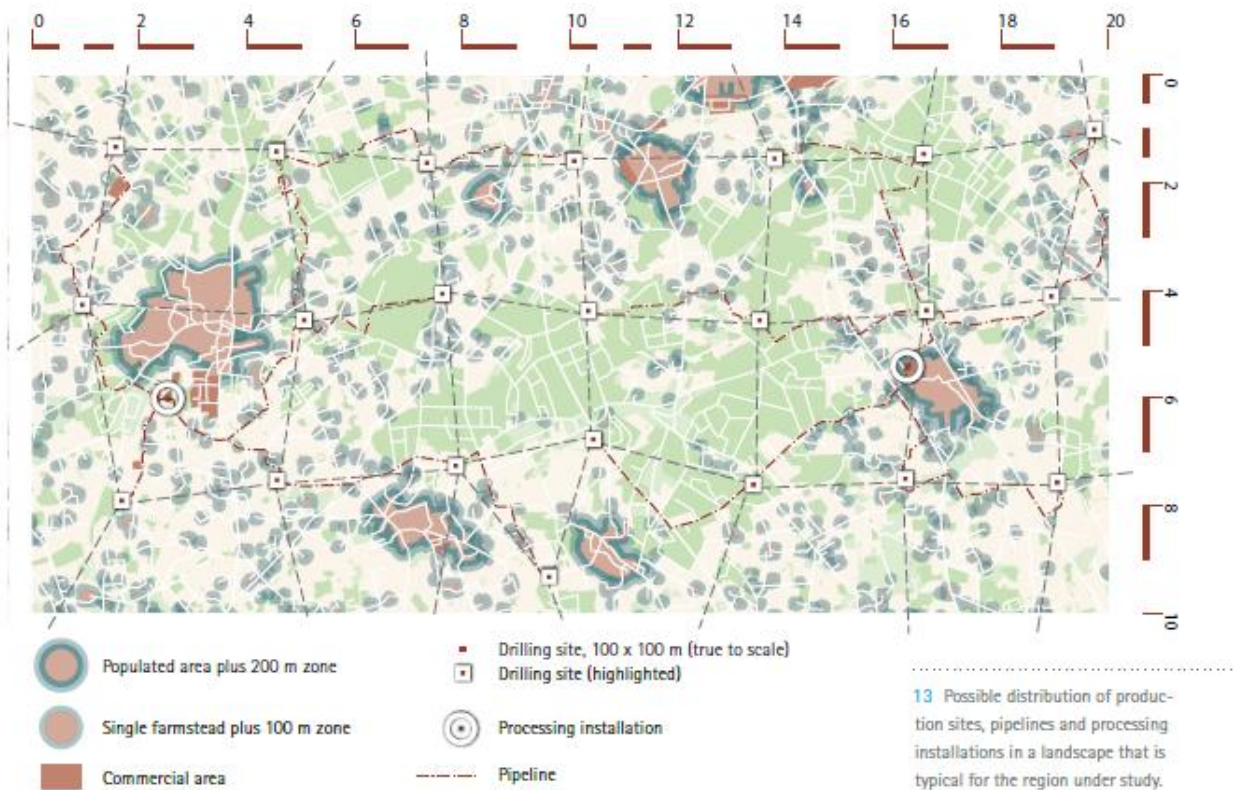 0 2 4 6 8 10 12 14 16 18 20
0
2
4
6
8
10
Populated area plus 200 m zone
Single farmstead plus 100 m zone
Commercial area
Drilling site, 100 x 100 m (true to scale)
Drilling site (highlighted)
Processing installation
Pipeline
13 Possible distribution of produc-
tion sites, pipelines and processing
installations in a landscape that is
typical for the region under study.